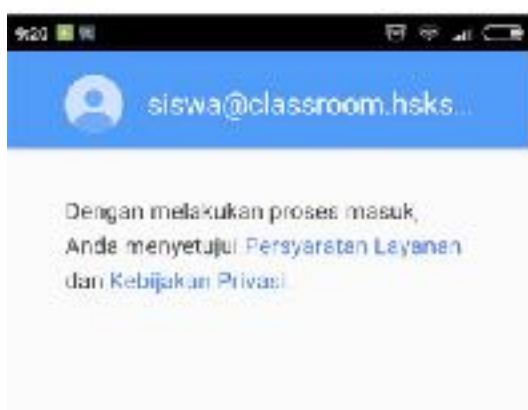 9:20
siswa@classroom.hsks...
Dengan melakukan proses masuk,
Anda menyetujui Persyaratan Layanan
dan Kebijakan Privasi.